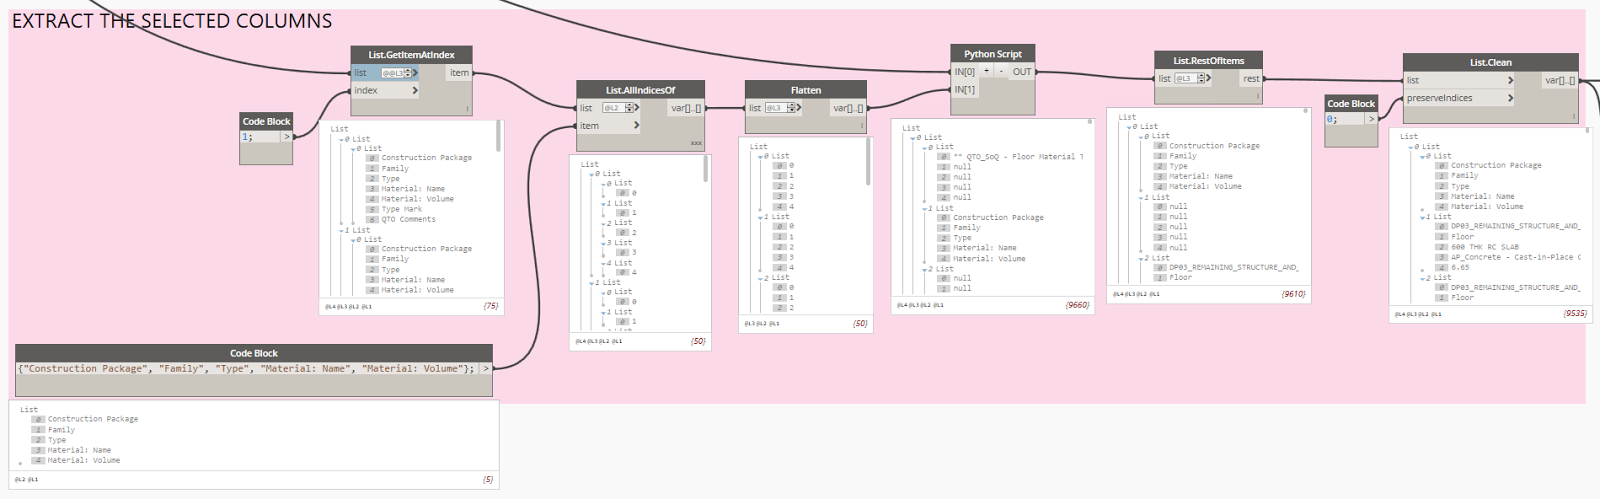 EXTRACT THE SELECTED COLUMNS
List.GetItemAtIndex
list @@L3 > item
index >
l
Code Block
1; >
List
0 List
0 List
0 Construction Package
1 Family
2 Type
3 Material: Name
4 Material: Volume
5 Type Mark
6 QTO Comments
1 List
0 List
0 Construction Package
1 Family
2 Type
3 Material: Name
4 Material: Volume
@L4 @L3 @L2 @L1 {75}
Code Block
{"Construction Package", "Family", "Type", "Material: Name", "Material: Volume"}; >
List
0 Construction Package
1 Family
2 Type
3 Material: Name
4 Material: Volume
@L2 @L1 {5}
List.AllIndicesOf
list @L2 > var[]..[]
item >
xxx
List
0 List
0 List
0 0
1 List
0 1
2 List
0 2
3 List
0 3
4 List
0 4
1 List
0 List
0 0
1 List
0 1
@L4 @L3 @L2 @L1 {50}
Flatten
list @L3 > var[]..[]
l
List
0 List
0 0
1 1
2 2
3 3
4 4
1 List
0 0
1 1
2 2
3 3
4 4
2 List
0 0
1 1
2 2
@L3 @L2 @L1 {50}
Python Script
IN[0] + - OUT
IN[1]
List
0 List
0 List
0 ** QTO_SoQ - Floor Material T
1 null
2 null
3 null
4 null
1 List
0 Construction Package
1 Family
2 Type
3 Material: Name
4 Material: Volume
2 List
0 null
1 null
@L4 @L3 @L2 @L1 {9660}
List.RestOfItems
list @L3 > rest
l
List
0 List
0 List
0 Construction Package
1 Family
2 Type
3 Material: Name
4 Material: Volume
1 List
0 null
1 null
2 null
3 null
4 null
2 List
0 DP03_REMAINING_STRUCTURE_AND_
1 Floor
@L4 @L3 @L2 @L1 {9610}
Code Block
0; >
List.Clean
list > var[]..[]
preserveIndices >
l
List
0 List
0 List
0 Construction Package
1 Family
2 Type
3 Material: Name
4 Material: Volume
1 List
0 DP03_REMAINING_STRUCTURE_AND_
1 Floor
2 600 THK RC SLAB
3 AP_Concrete - Cast-in-Place C
4 6.65
2 List
0 DP03_REMAINING_STRUCTURE_AND_
1 Floor
@L4 @L3 @L2 @L1 {9535}